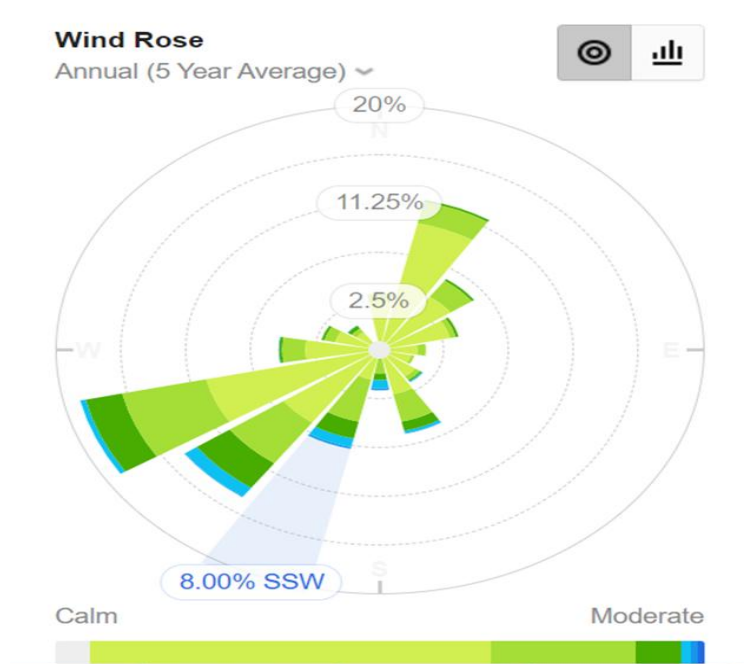 Wind Rose
Annual (5 Year Average)
20%
N
11.25%
2.5%
W
E
S
8.00% SSW
Calm
Moderate